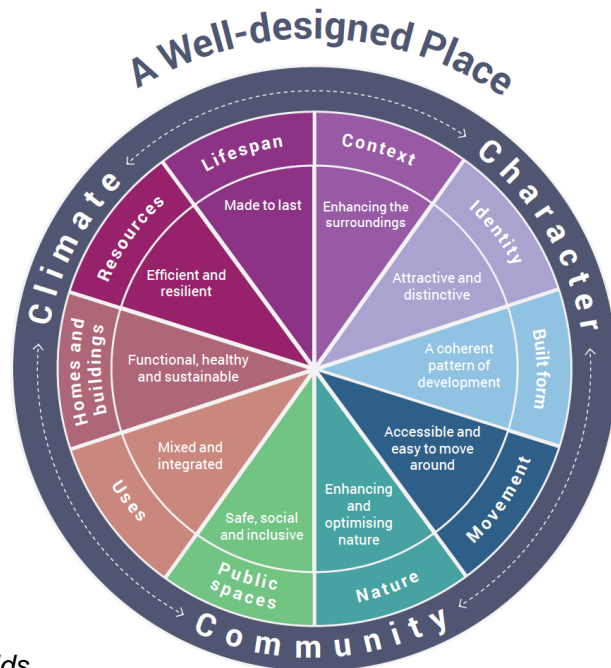 A Well-designed Place
Climate
Character
Community
Context
Enhancing the
surroundings
Identity
Attractive and
distinctive
Built form
A coherent
pattern of
development
Movement
Accessible and
easy to move
around
Nature
Enhancing
and
optimising
nature
Public
spaces
Safe, social
and inclusive
Uses
Mixed and
integrated
Homes and
buildings
Functional, healthy
and sustainable
Resources
Efficient and
resilient
Lifespan
Made to last